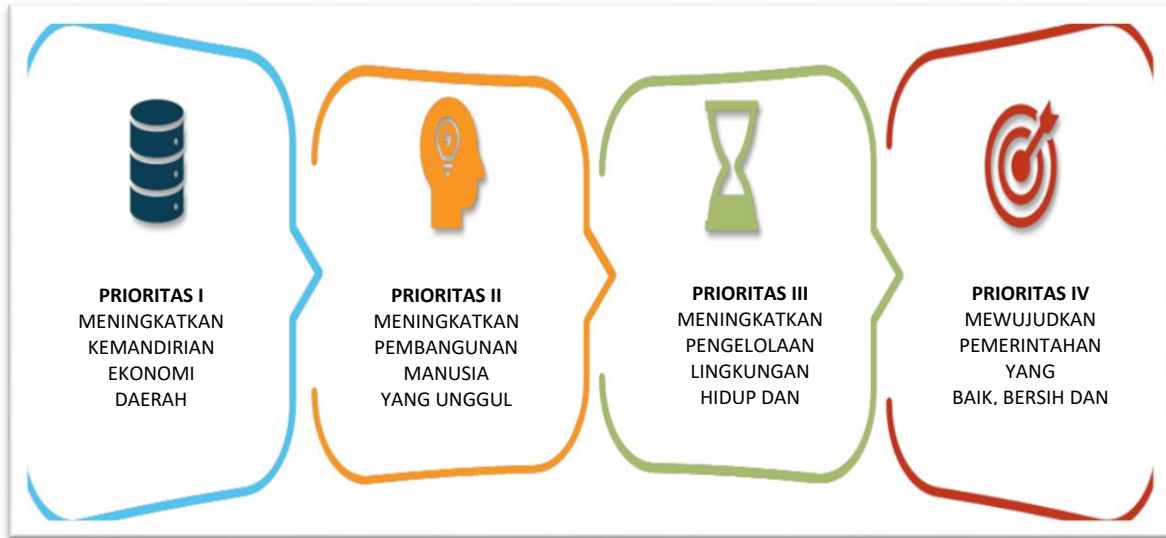 PRIORITAS I
MENINGKATKAN
KEMANDIRIAN
EKONOMI
DAERAH
PRIORITAS II
MENINGKATKAN
PEMBANGUNAN
MANUSIA
YANG UNGGUL
PRIORITAS III
MENINGKATKAN
PENGELOLAAN
LINGKUNGAN
HIDUP DAN
PRIORITAS IV
MEWUJUDKAN
PEMERINTAHAN
YANG
BAIK, BERSIH DAN